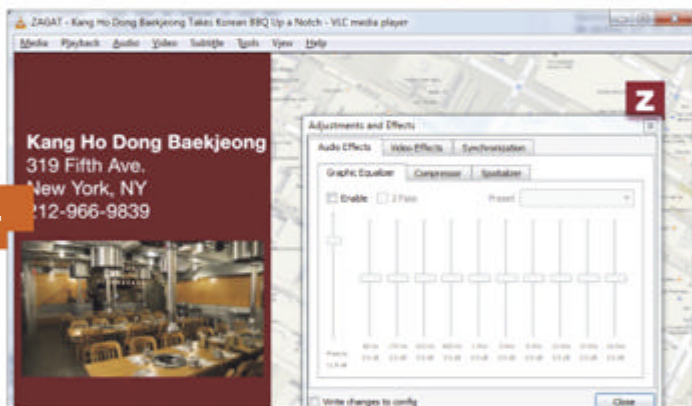 ZAGAT - Kang Ho Dong Baekjeong Takes Korean BBQ Up a Notch - VLC media player
Media Playback Audio Video Subtitle Tools View Help
Z
Kang Ho Dong Baekjeong
319 Fifth Ave.
New York, NY
212-966-9839
Adjustments and Effects
Audio Effects Video Effects Synchronization
Graphic Equalizer Compressor Spatializer
Enable 2 Pass Preset
Preamp
Write changes to config
Close